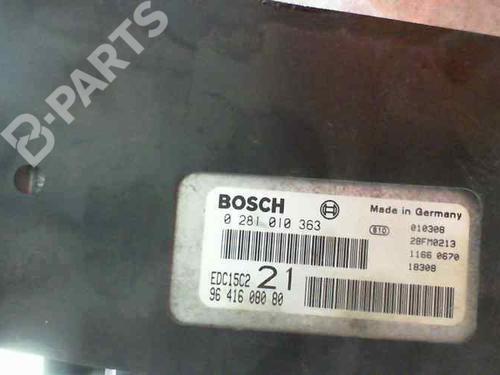 B-PARTS
BOSCH
Made in Germany
0 281 010 363
010308
28FM0213
1166 0670
18308
EDC15C2 21
96 416 080 80